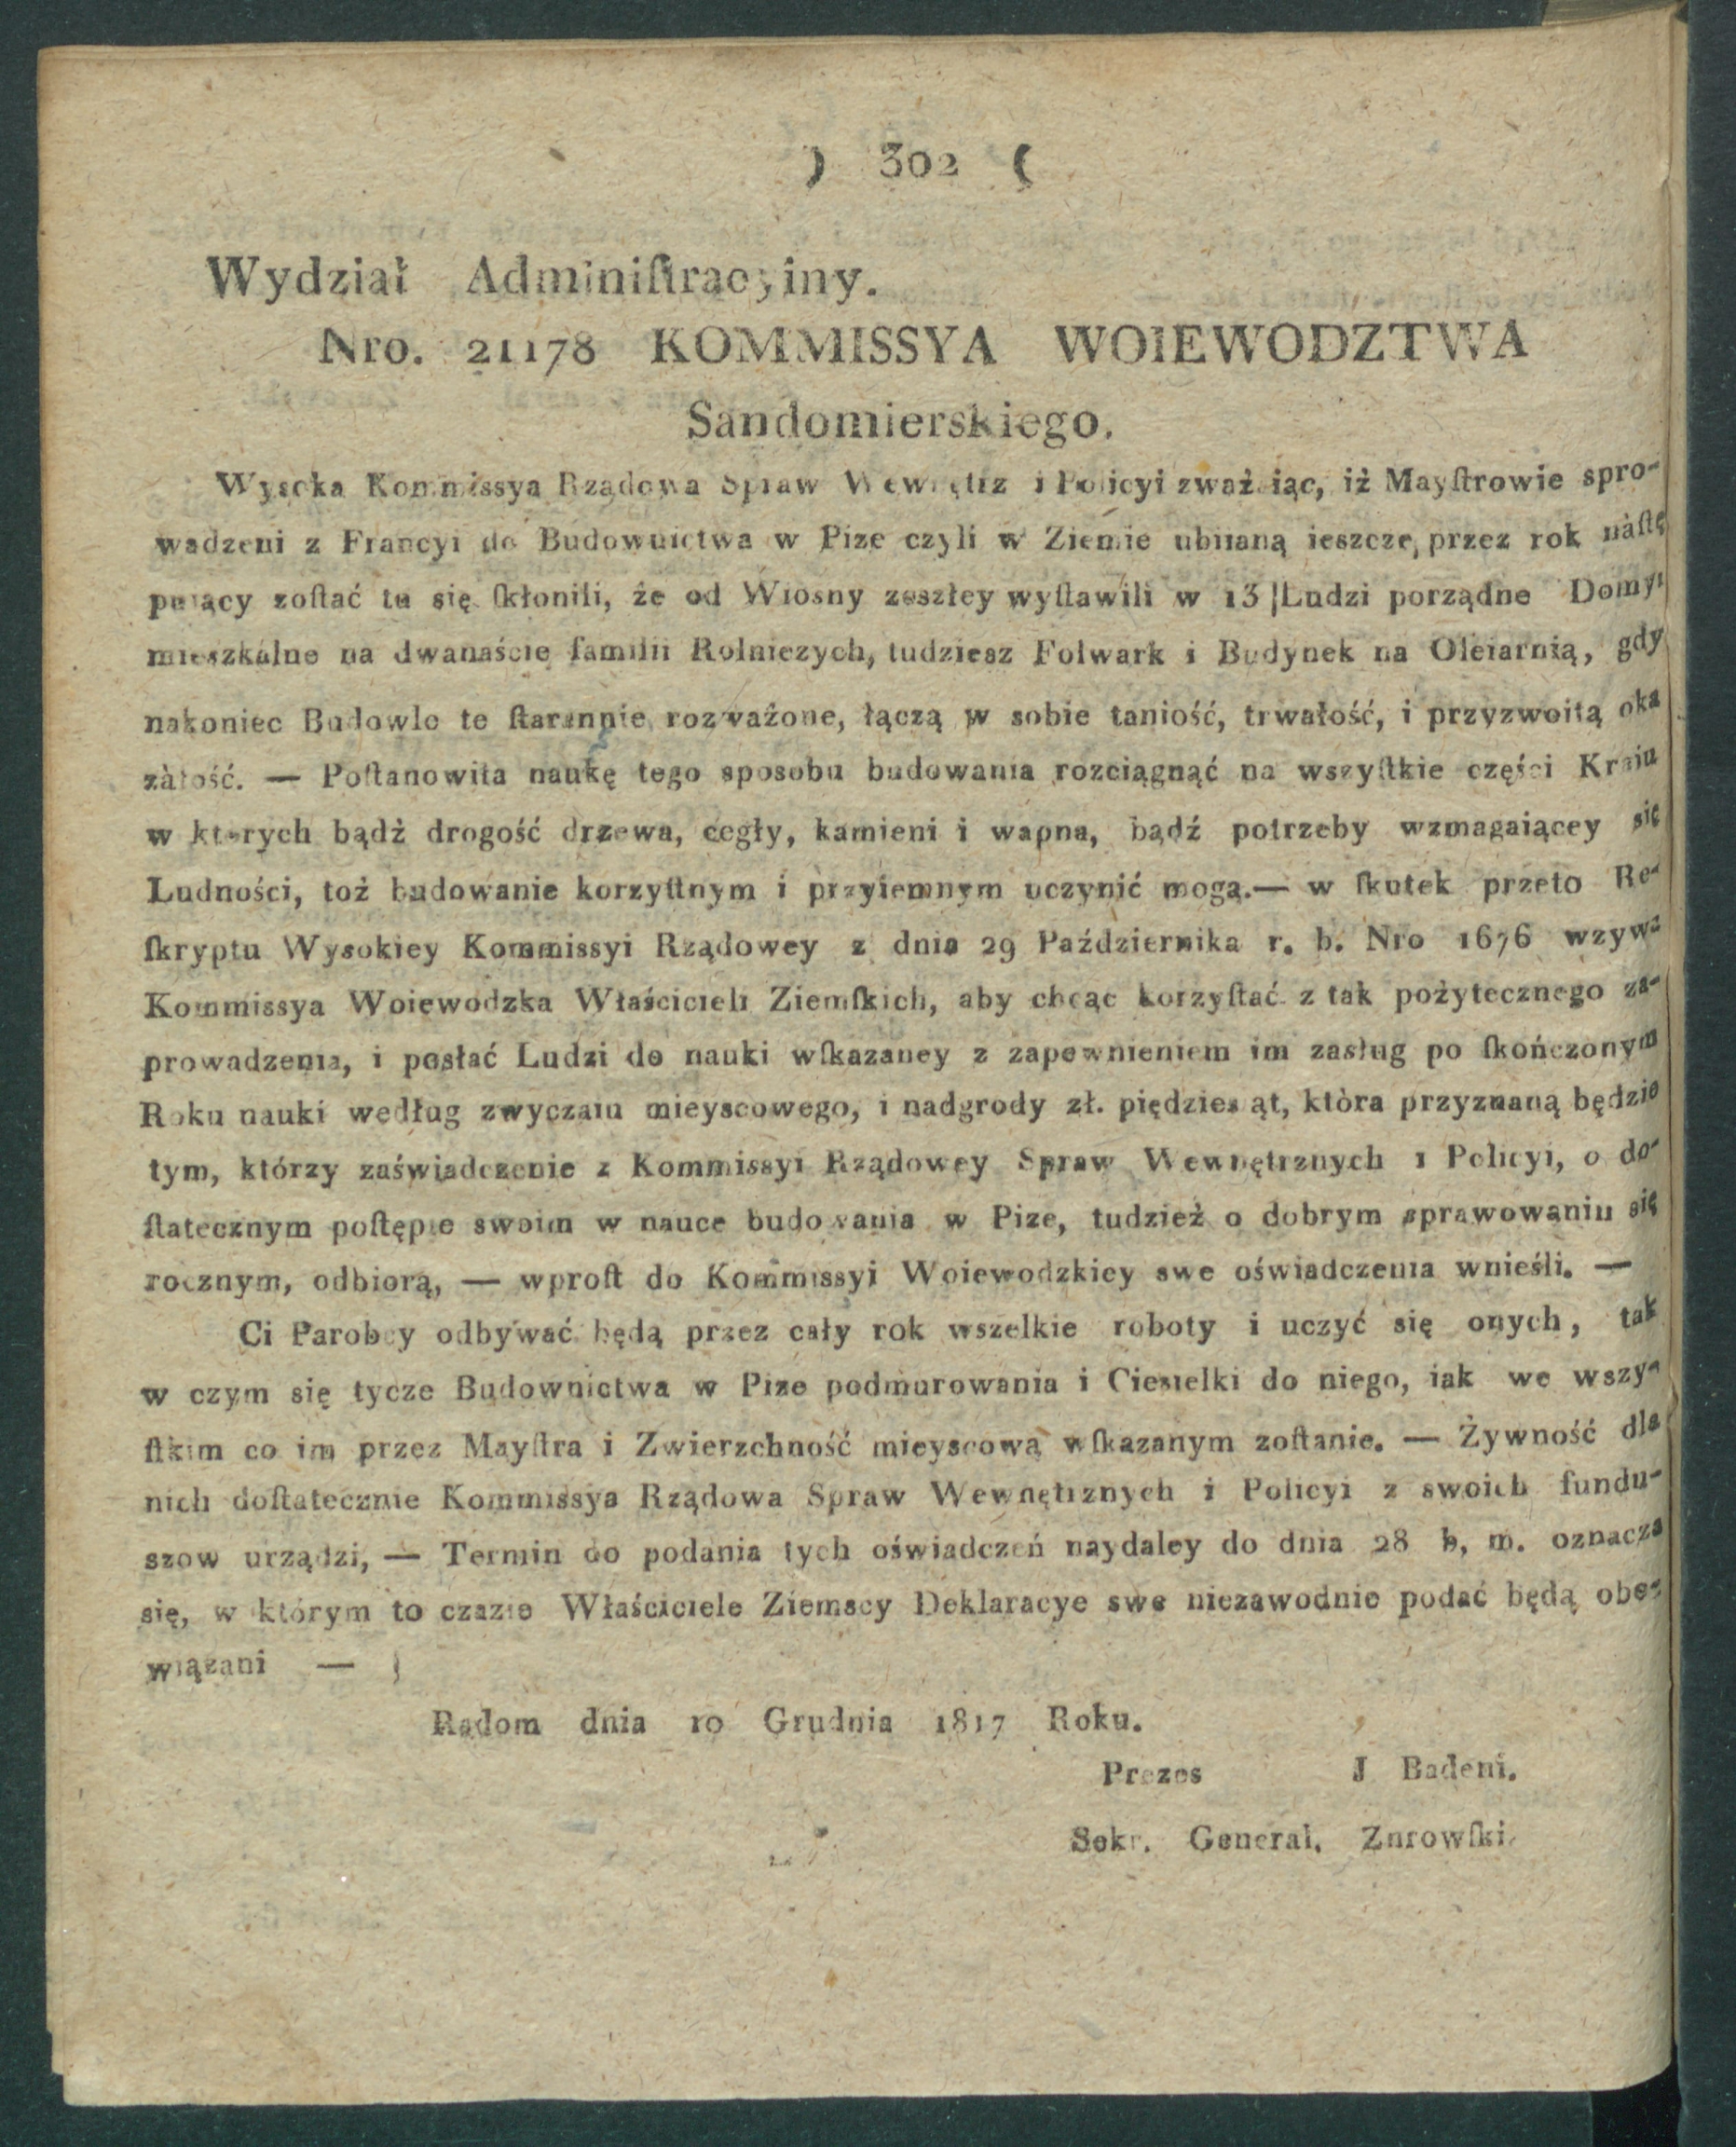 ) 302 (
Wydział Adminiſtracyiny.
Nro. 21178 KOMMISSYA WOIEWODZTWA
Sandomierskiego.
Wysoka Kommissya Rządowa Spraw Wewnętrz i Policyi zważaiąc, iż Mayſtrowie spro-
wadzeni z Francyi do Budownictwa w Pize czyli w Ziemie ubiianą ieszcze przez rok nàſtę
puiący zoſtać tu się ſkłonili, że od Wiosny zeszłey wyſtawili w 13 Ludzi porządne Domy
mieszkalne na dwanaście familii Rolniczych, tudziesz Folwark i Budynek na Oleiarnią, gdy
nakoniec Budowle te ſtarannie rozważone, łączą w sobie taniość, trwałość, i przyzwoitą oka
zàłość. — Poſtanowiła naukę tego sposobu budowania rozciągnąć na wszyſtkie części Kraiu
w ktorych bądź drogość drzewa, cegły, kamieni i wapna, bądź potrzeby wzmagaiącey się
Ludności, toż budowanie korzyſtnym i przyiemnym uczynić mogą.— w ſkutek przeto Re-
ſkryptu Wysokiey Kommissyi Rządowey z dnia 29 Października r. b. Nro 1676 wzywa
Kommissya Woiewodzka Właścicieli Ziemſkich, aby chcąc korzyſtać z tak pożytecznego za-
prowadzenia, i posłać Ludzi do nauki wſkazaney z zapewnieniem im zasług po ſkończonym
Roku nauki według zwyczaiu mieyscowego, i nadgrody zł. piędziesąt, która przyznaną będzie
tym, którzy zaświadczenie z Kommissyi Rządowey Spraw Wewnętrznych i Policyi, o do-
ſtatecznym poſtępie swoim w nauce budowania w Pize, tudzież o dobrym sprawowaniu się
rocznym, odbiorą, — wproſt do Kommissyi Woiewodzkiey swe oświadczenia wnieśli. —
Ci Parobcy odbywać będą przez cały rok wszelkie roboty i uczyć się onych, tak
w czym się tycze Budownictwa w Pize podmurowania i Ciesielki do niego, iak we wszy-
ſtkim co im przez Mayſtra i Zwierzchność mieyscową wſkazanym zoſtanie. — Żywność dla
nich doſtatecznie Kommissya Rządowa Spraw Wewnętrznych i Policyi z swoich fundu-
szow urządzi, — Termin do podania tych oświadczeń naydaley do dnia 28 b, m. oznacza
się, w którym to czazie Właściciele Ziemscy Deklaracye swe niezawodnie podać będą obe-
wiązani —
Radom dnia 10 Grudnia 1817 Roku.
Prezes J Badeni.
Sekr. General. Znrowſki.